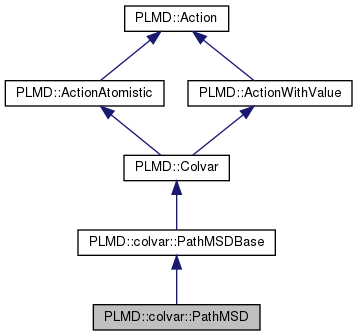 PLMD::Action
PLMD::ActionAtomistic
PLMD::ActionWithValue
PLMD::Colvar
PLMD::colvar::PathMSDBase
PLMD::colvar::PathMSD